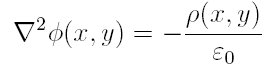 ∇²ϕ(x, y) = −ρ(x, y)/ε₀